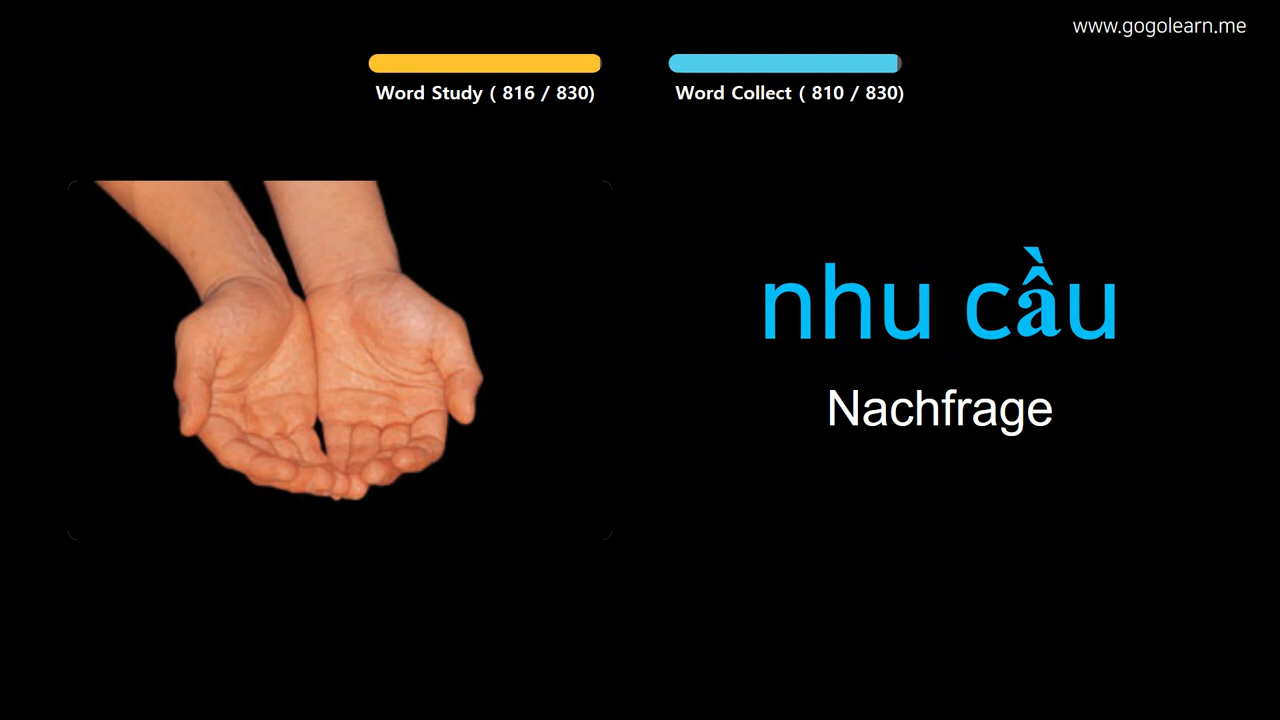 www.gogolearn.me
Word Study ( 816 / 830)
Word Collect ( 810 / 830)
nhu cầu
Nachfrage